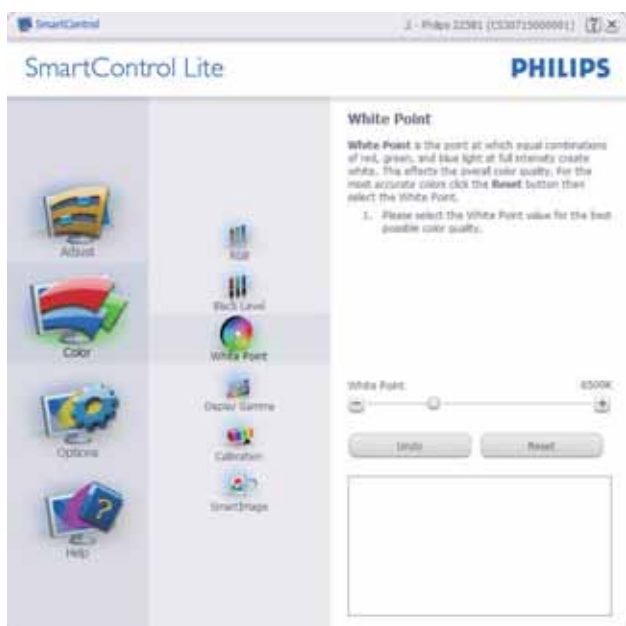 SmartControl
SmartControl Lite
PHILIPS
Adjust
Color
Options
Help
RGB
Black Level
White Point
Display Gamma
Calibration
SmartImage
White Point
White Point is the point at which equal combinations
of red, green, and blue light at full intensity create
white. This effects the overall color quality. For the
most accurate colors click the Reset button then
select the White Point.
1. Please select the White Point value for the best
possible color quality.
White Point 6500K
Undo Reset